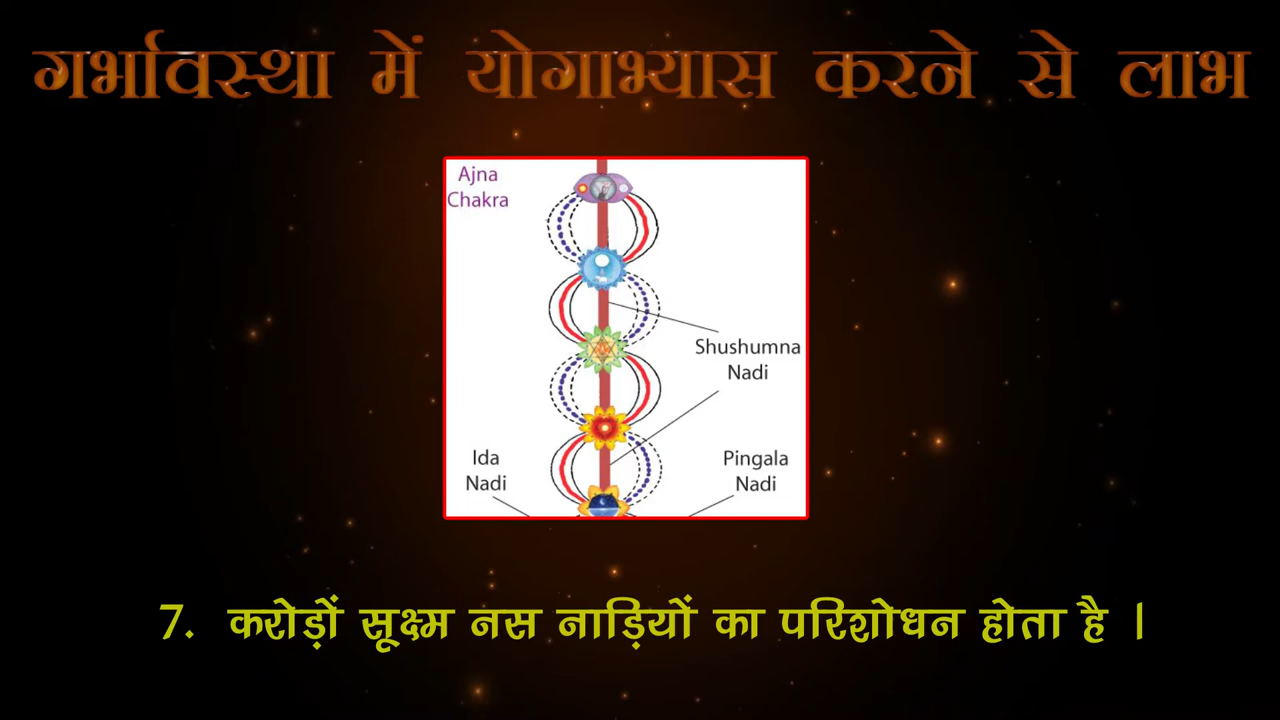 गर्भावस्था में योगाभ्यास करने से लाभ
Ajna
Chakra
Shushumna
Nadi
Ida
Nadi
Pingala
Nadi
7. करोड़ों सूक्ष्म नस नाड़ियों का परिशोधन होता है ।